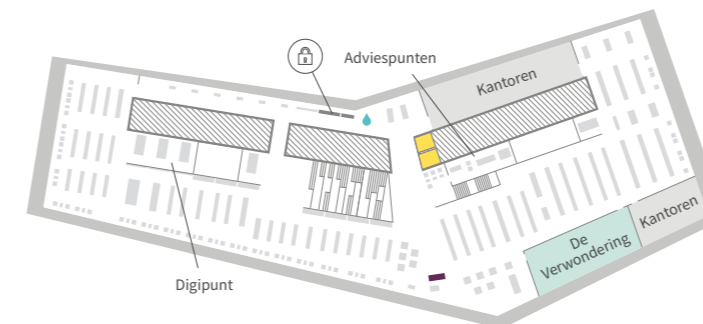 Adviespunten
Kantoren
Kantoren
De
Verwondering
Digipunt